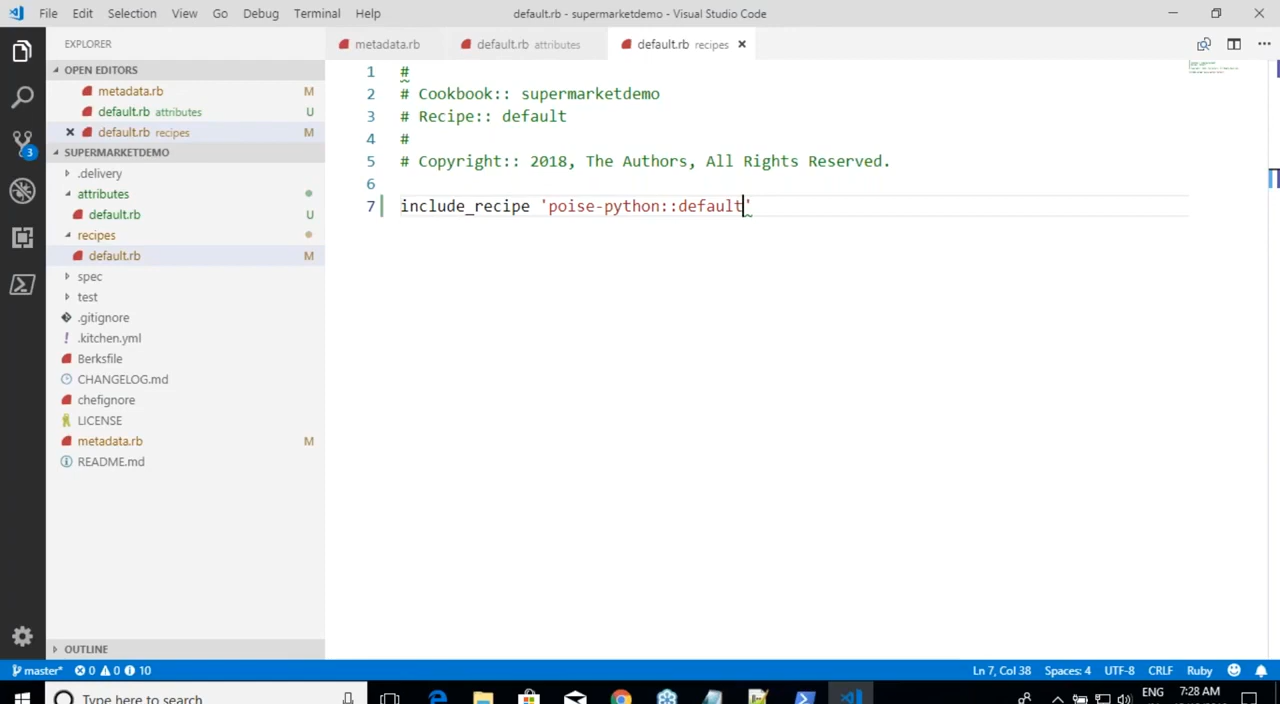 File Edit Selection View Go Debug Terminal Help default.rb - supermarketdemo - Visual Studio Code
EXPLORER
metadata.rb default.rb attributes default.rb recipes
OPEN EDITORS
metadata.rb M
default.rb attributes U
default.rb recipes M
SUPERMARKETDEMO
.delivery
attributes
default.rb U
recipes
default.rb M
spec
test
.gitignore
.kitchen.yml
Berksfile
CHANGELOG.md
chefignore
LICENSE
metadata.rb M
README.md
OUTLINE
3
1 #
2 # Cookbook:: supermarketdemo
3 # Recipe:: default
4 #
5 # Copyright:: 2018, The Authors, All Rights Reserved.
6
7 include_recipe 'poise-python::default'
master* 0 0 10 Ln 7, Col 38 Spaces: 4 UTF-8 CRLF Ruby
Type here to search ENG 7:28 AM